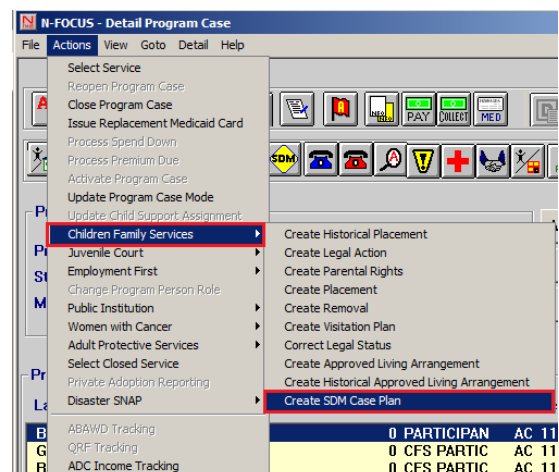 N-FOCUS - Detail Program Case
File Actions View Goto Detail Help
Select Service
Reopen Program Case
Close Program Case
Issue Replacement Medicaid Card
Process Spend Down
Process Premium Due
Activate Program Case
Update Program Case Mode
Update Child Support Assignment
Children Family Services
Juvenile Court
Employment First
Change Program Person Role
Public Institution
Women with Cancer
Adult Protective Services
Select Closed Service
Private Adoption Reporting
Disaster SNAP
ABAWD Tracking
QRF Tracking
ADC Income Tracking
PAY COLLECT MED
SDM
Create Historical Placement
Create Legal Action
Create Parental Rights
Create Placement
Create Removal
Create Visitation Plan
Correct Legal Status
Create Approved Living Arrangement
Create Historical Approved Living Arrangement
Create SDM Case Plan
0 PARTICIPAN AC 11
0 CFS PARTIC AC 11
0 CFS PARTIC AC 11